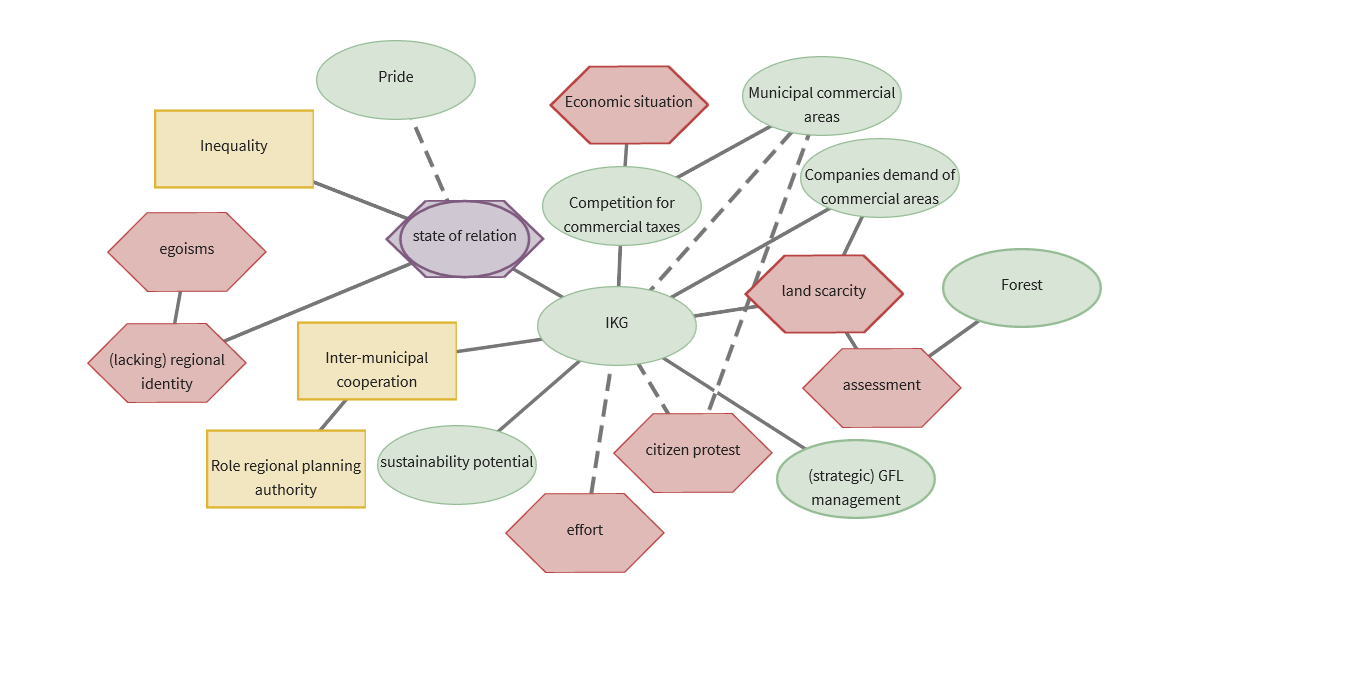 Pride
Economic situation
Municipal commercial
areas
Inequality
Companies demand of
commercial areas
Competition for
commercial taxes
state of relation
egoisms
land scarcity
Forest
IKG
(lacking) regional
identity
Inter-municipal
cooperation
assessment
citizen protest
Role regional planning
authority
sustainability potential
(strategic) GFL
management
effort